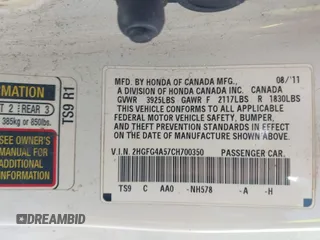 MFD. BY HONDA OF CANADA MFG.,
08/'11
A DIVISION OF HONDA CANADA INC. CANADA
GVWR 3925LBS GAWR F 2117LBS R 1830LBS
THIS VEHICLE CONFORMS TO ALL APPLICABLE
FEDERAL MOTOR VEHICLE SAFETY, BUMPER,
AND THEFT PREVENTION STANDARDS IN EFFECT
ON THE DATE OF MANUFACTURE SHOWN ABOVE.
V.I.N. 2HGFG4A57CH700350 PASSENGER CAR.
TS9 C AA0 -NH578 -A -H
TS9 R1
MATION
T 2 REAR 3
385kg or 850lbs.
SEE OWNER'S
MANUAL FOR
ADDITIONAL
INFORMATION
DREAMBID